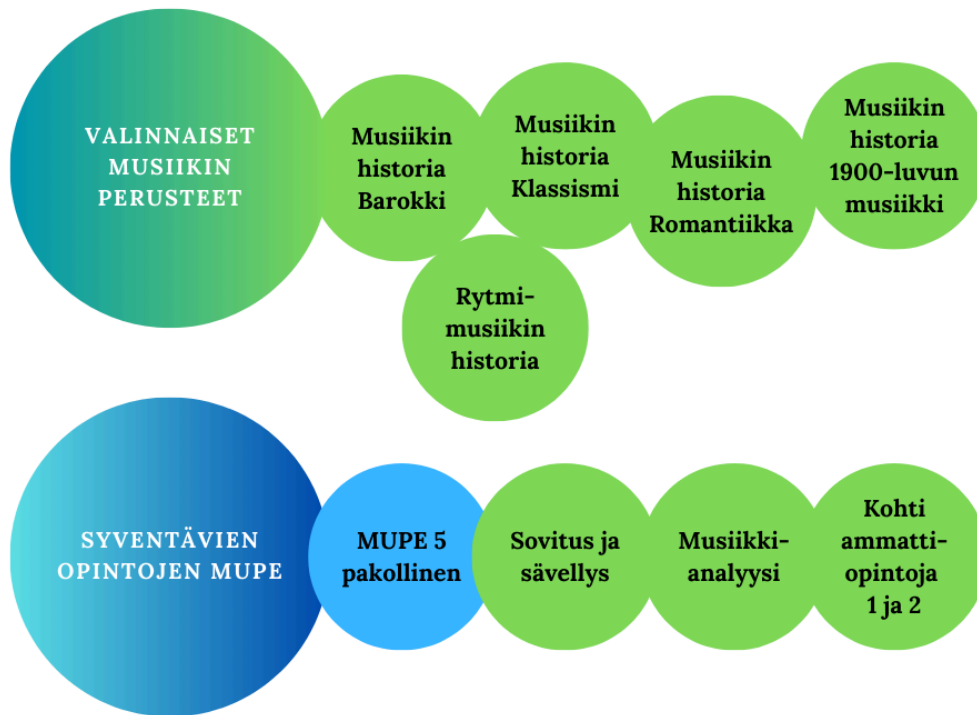 VALINNAISET
MUSIIKIN
PERUSTEET
Musiikin
historia
Barokki
Musiikin
historia
Klassismi
Musiikin
historia
Romantiikka
Musiikin
historia
1900-luvun
musiikki
Rytmi-
musiikin
historia
SYVENTÄVIEN
OPINTOJEN MUPE
MUPE 5
pakollinen
Sovitus ja
sävellys
Musiikki-
analyysi
Kohti
ammatti-
opintoja
1 ja 2